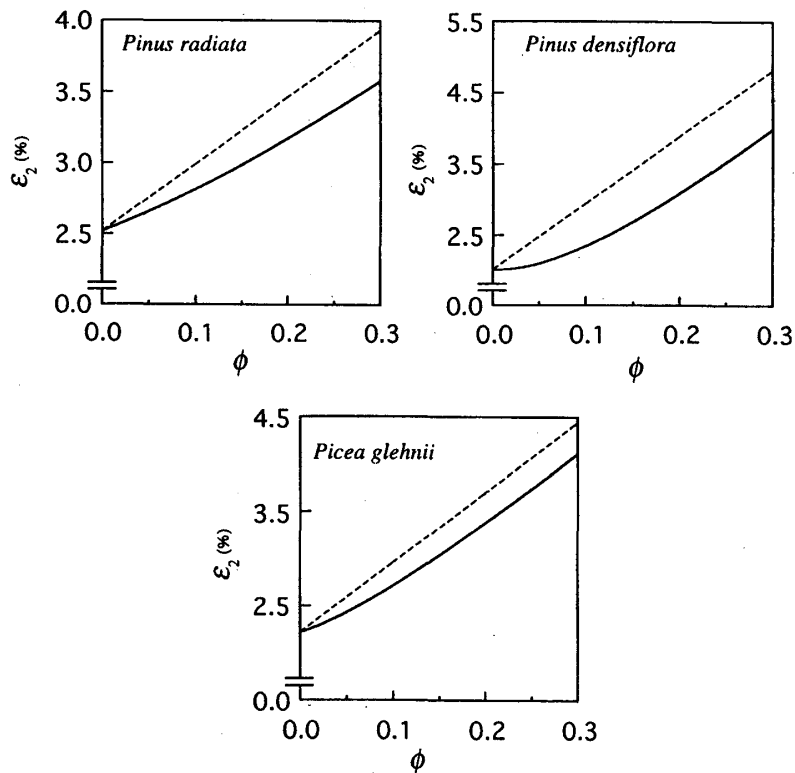 Pinus radiata
ε₂ (%)
4.0
3.5
3.0
2.5
0.0
0.0 0.1 0.2 0.3
ϕ
Pinus densiflora
ε₂ (%)
5.5
4.5
3.5
2.5
0.0
0.0 0.1 0.2 0.3
ϕ
Picea glehnii
ε₂ (%)
4.5
3.5
2.5
0.0
0.0 0.1 0.2 0.3
ϕ